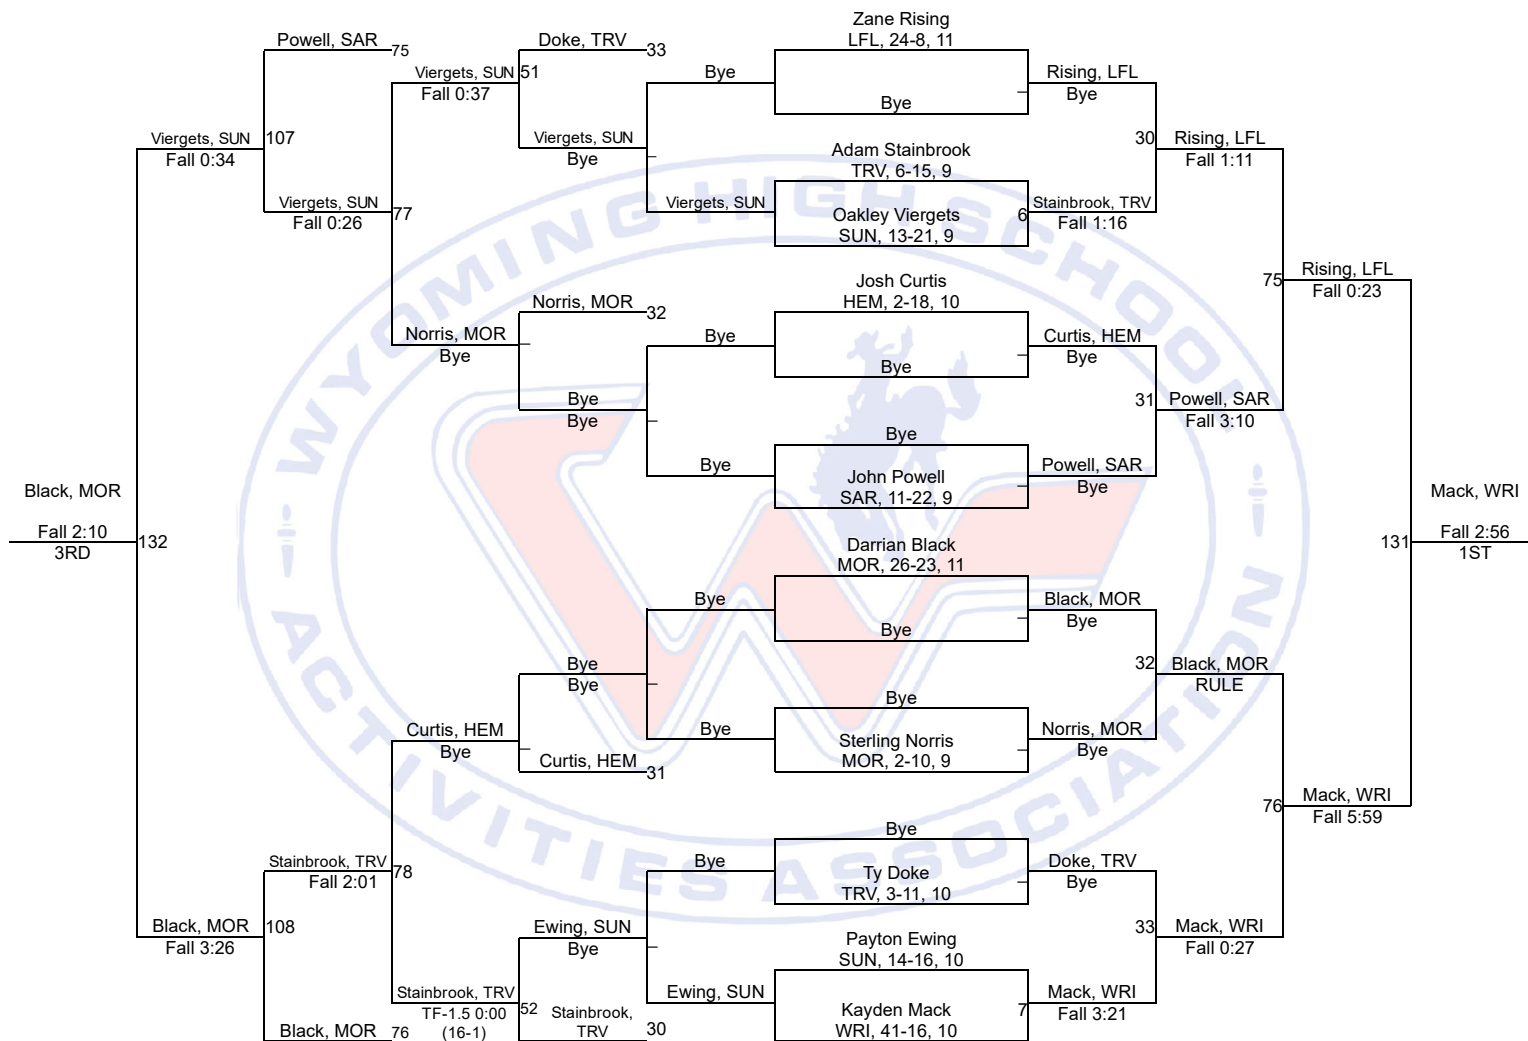 Zane Rising
Powell, SAR 75
Doke, TRV 33
LFL, 24-8, 11
Viergets, SUN 51
Fall 0:37
Bye
Rising, LFL
Bye
Bye
Viergets, SUN 107
Fall 0:34
Viergets, SUN
Bye
Adam Stainbrook
TRV, 6-15, 9
30 Rising, LFL
Fall 1:11
Viergets, SUN 77
Fall 0:26
Viergets, SUN
Oakley Viergets 6
SUN, 13-21, 9
Stainbrook, TRV
Fall 1:16
Josh Curtis
HEM, 2-18, 10
75 Rising, LFL
Fall 0:23
Norris, MOR 32
Norris, MOR
Bye
Bye
Bye
Curtis, HEM
Bye
Bye
Bye
31 Powell, SAR
Fall 3:10
Bye
Bye
John Powell
SAR, 11-22, 9
Powell, SAR
Bye
Black, MOR
Fall 2:10
3RD
132
Mack, WRI
131 Fall 2:56
1ST
Darrian Black
MOR, 26-23, 11
Bye
Bye
Black, MOR
Bye
Bye
Bye
32 Black, MOR
RULE
Bye
Curtis, HEM
Bye
Bye
Sterling Norris
MOR, 2-10, 9
Norris, MOR
Bye
Curtis, HEM 31
76 Mack, WRI
Fall 5:59
Bye
Stainbrook, TRV 78
Fall 2:01
Bye
Ty Doke
TRV, 3-11, 10
Doke, TRV
Bye
Black, MOR 108
Fall 3:26
Ewing, SUN
Bye
Payton Ewing
SUN, 14-16, 10
33 Mack, WRI
Fall 0:27
Stainbrook, TRV 52
TF-1.5 0:00
(16-1)
Ewing, SUN
Kayden Mack 7
WRI, 41-16, 10
Mack, WRI
Fall 3:21
Black, MOR 76
Stainbrook,
TRV 30
WYOMING HIGH SCHOOL
ACTIVITIES ASSOCIATION